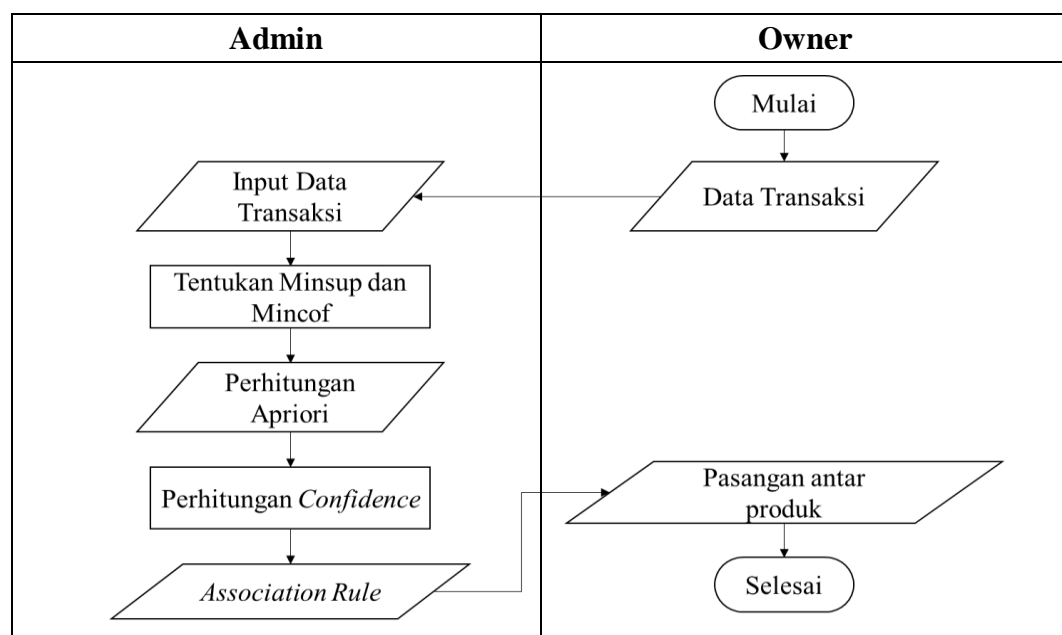 Admin
Owner
Mulai
Data Transaksi
Input Data
Transaksi
Tentukan Minsup dan
Mincof
Perhitungan
Apriori
Perhitungan Confidence
Association Rule
Pasangan antar
produk
Selesai